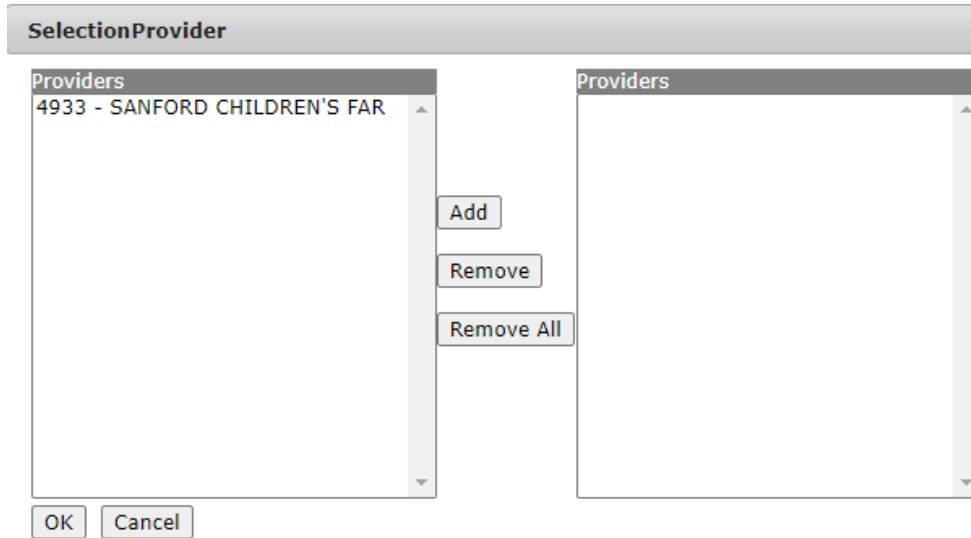 SelectionProvider
Providers
Providers
4933 - SANFORD CHILDREN'S FAR
Add
Remove
Remove All
OK
Cancel